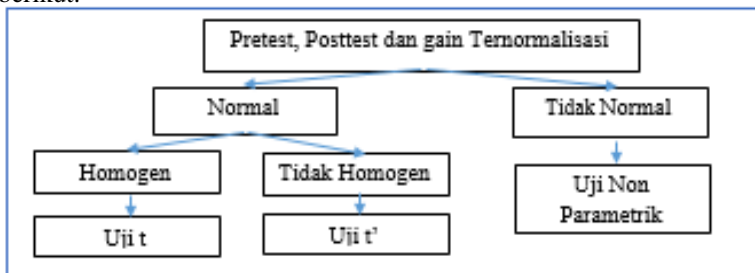 berikut:
Pretest, Posttest dan gain Ternormalisasi
Normal
Tidak Normal
Homogen
Tidak Homogen
Uji Non
Parametrik
Uji t
Uji t’